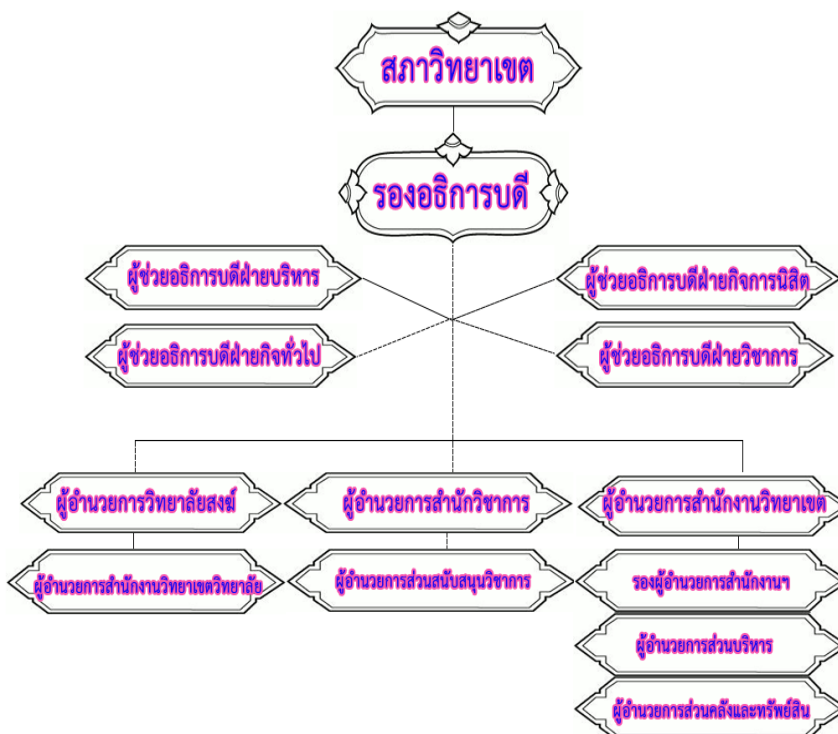 สภาวิทยาเขต
รองอธิการบดี
ผู้ช่วยอธิการบดีฝ่ายบริหาร
ผู้ช่วยอธิการบดีฝ่ายกิจการนิสิต
ผู้ช่วยอธิการบดีฝ่ายกิจทั่วไป
ผู้ช่วยอธิการบดีฝ่ายวิชาการ
ผู้อำนวยการวิทยาลัยสงฆ์
ผู้อำนวยการสำนักวิชาการ
ผู้อำนวยการสำนักงานวิทยาเขต
ผู้อำนวยการสำนักงานวิทยาเขตวิทยาลัย
ผู้อำนวยการส่วนสนับสนุนวิชาการ
รองผู้อำนวยการสำนักงานฯ
ผู้อำนวยการส่วนบริหาร
ผู้อำนวยการส่วนคลังและทรัพย์สิน